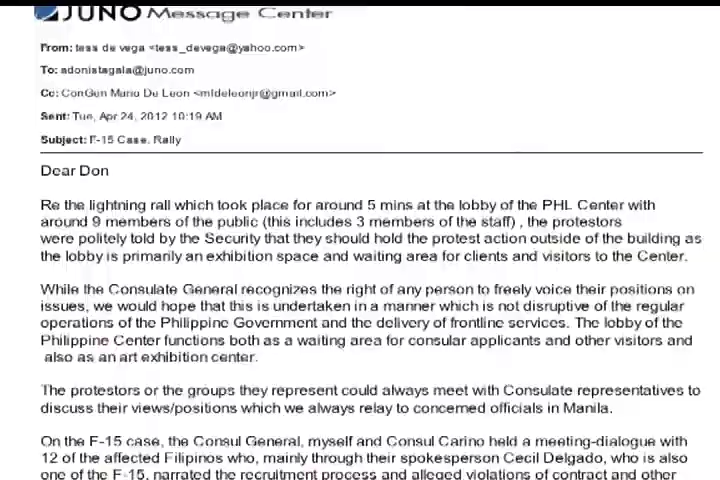 JUNO Message Center
From: tess de vega <tess_devega@yahoo.com>
To: adonistagala@juno.com
Cc: ConGen Mario De Leon <mldeleonjr@gmail.com>
Sent: Tue, Apr 24, 2012 10:19 AM
Subject: F-15 Case, Rally
Dear Don
Re the lightning rall which took place for around 5 mins at the lobby of the PHL Center with
around 9 members of the public (this includes 3 members of the staff) , the protestors
were politely told by the Security that they should hold the protest action outside of the building as
the lobby is primarily an exhibition space and waiting area for clients and visitors to the Center.
While the Consulate General recognizes the right of any person to freely voice their positions on
issues, we would hope that this is undertaken in a manner which is not disruptive of the regular
operations of the Philippine Government and the delivery of frontline services. The lobby of the
Philippine Center functions both as a waiting area for consular applicants and other visitors and
also as an art exhibition center.
The protestors or the groups they represent could always meet with Consulate representatives to
discuss their views/positions which we always relay to concerned officials in Manila.
On the F-15 case, the Consul General, myself and Consul Carino held a meeting-dialogue with
12 of the affected Filipinos who, mainly through their spokesperson Cecil Delgado, who is also
one of the F-15, narrated the recruitment process and alleged violations of contract and other